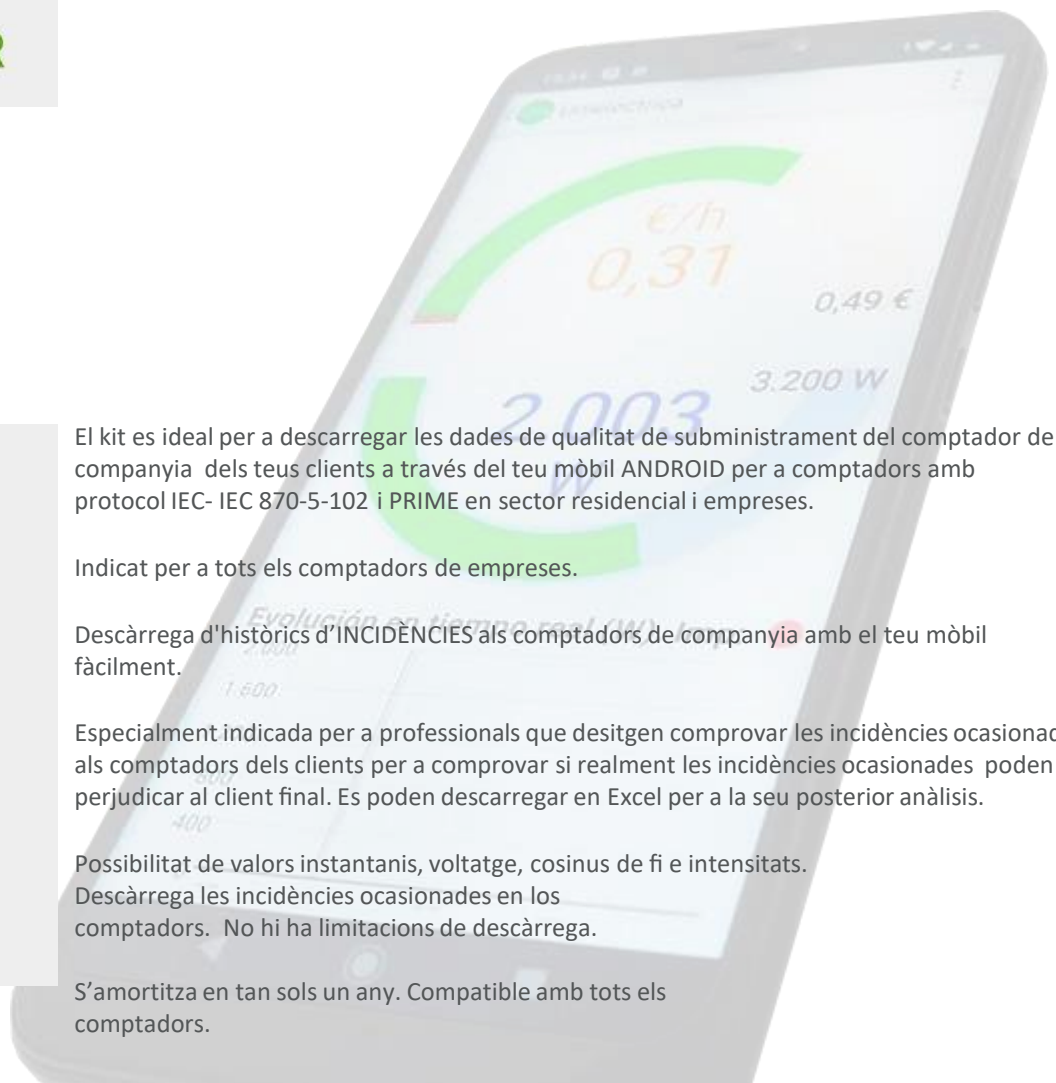 R
€/h
0,31
0,49 €
3.200 W
2.003
W
El kit es ideal per a descarregar les dades de qualitat de subministrament del comptador de
companyia dels teus clients a través del teu mòbil ANDROID per a comptadors amb
protocol IEC- IEC 870-5-102 i PRIME en sector residencial i empreses.
Indicat per a tots els comptadors de empreses.
Evolución en tiempo real (W)
Descàrrega d'històrics d’INCIDÈNCIES als comptadors de companyia amb el teu mòbil
fàcilment.
2.000
1.600
Especialment indicada per a professionals que desitgen comprovar les incidències
als comptadors dels clients per a comprovar si realment les incidències ocasionades poden
perjudicar al client final. Es poden descarregar en Excel per a la seu posterior anàlisis.
800
400
Possibilitat de valors instantanis, voltatge, cosinus de fi e intensitats.
Descàrrega les incidències ocasionades en los
comptadors. No hi ha limitacions de descàrrega.
S’amortitza en tan sols un any. Compatible amb tots els
comptadors.